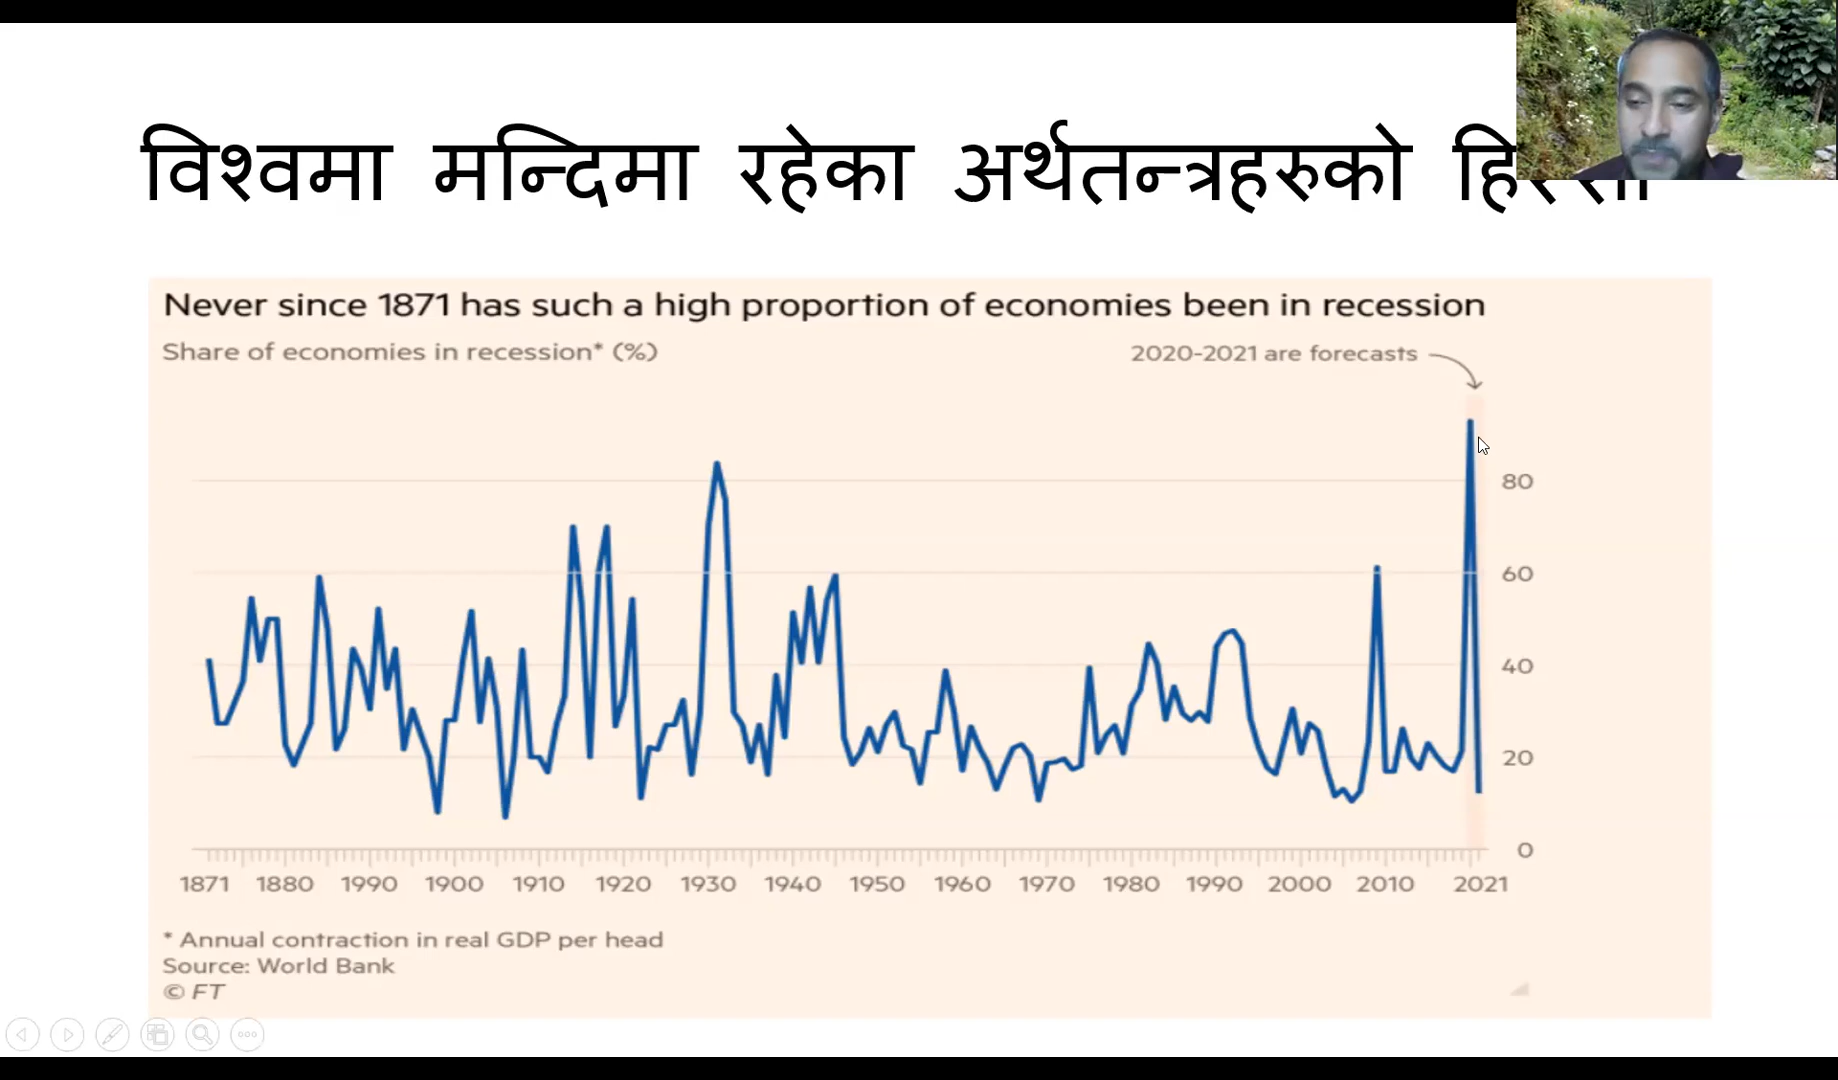 विश्वमा मन्दिमा रहेका अर्थतन्त्रहरुको
Never since 1871 has such a high proportion of economies been in recession
Share of economies in recession* (%)
2020-2021 are forecasts
80
60
40
20
0
1871 1880 1990 1900 1910 1920 1930 1940 1950 1960 1970 1980 1990 2000 2010 2021
* Annual contraction in real GDP per head
Source: World Bank
© FT